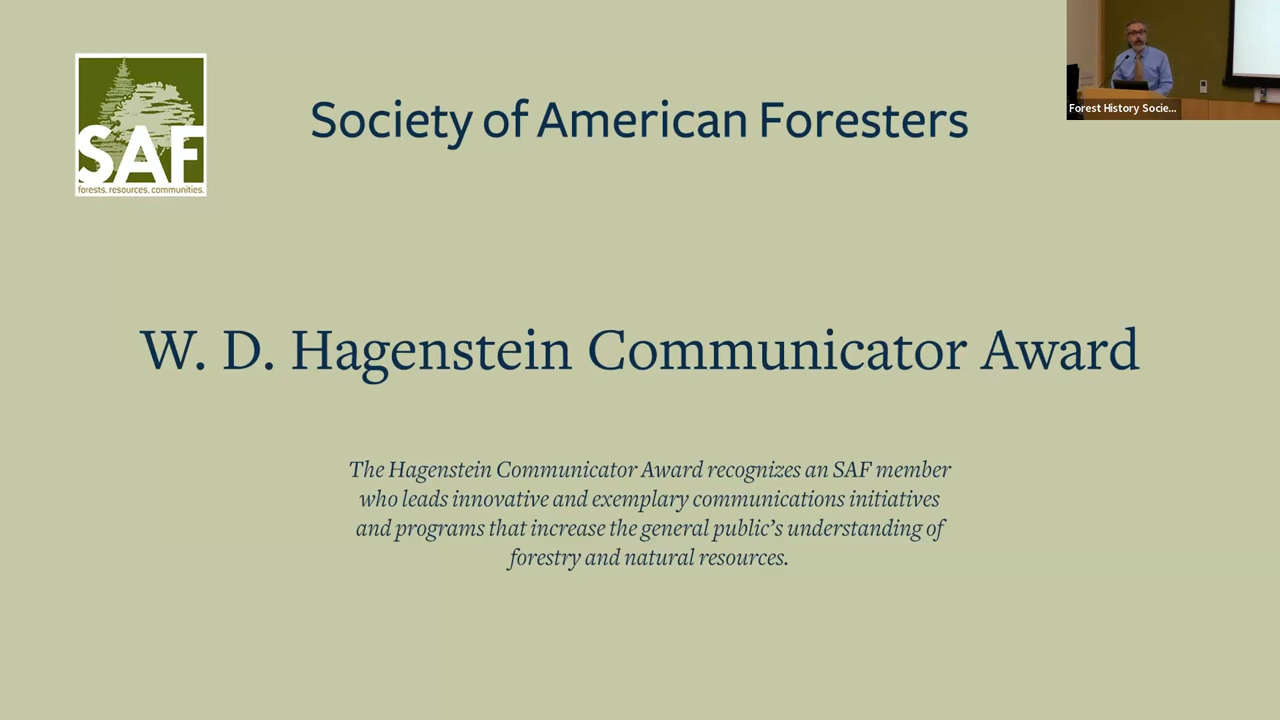 SAF
forests. resources. communities.
Society of American Foresters
Forest History Socie...
W. D. Hagenstein Communicator Award
The Hagenstein Communicator Award recognizes an SAF member
who leads innovative and exemplary communications initiatives
and programs that increase the general public’s understanding of
forestry and natural resources.